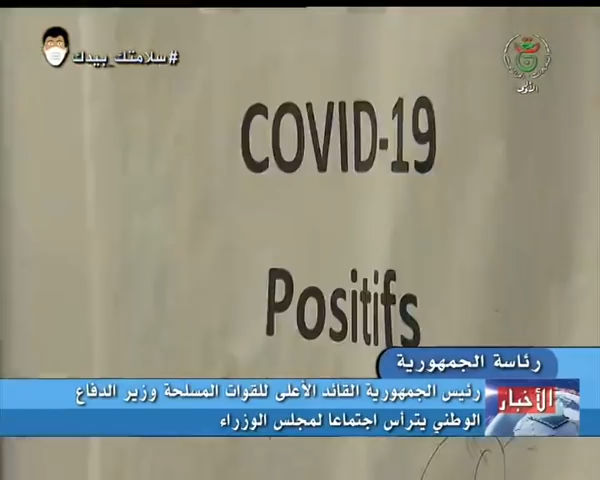 #سلامتك_بيدك
الأولى
COVID-19
Positifs
رئاسة الجمهورية
رئيس الجمهورية القائد الأعلى للقوات المسلحة وزير الدفاع
الوطني يترأس اجتماعا لمجلس الوزراء
الأخبار